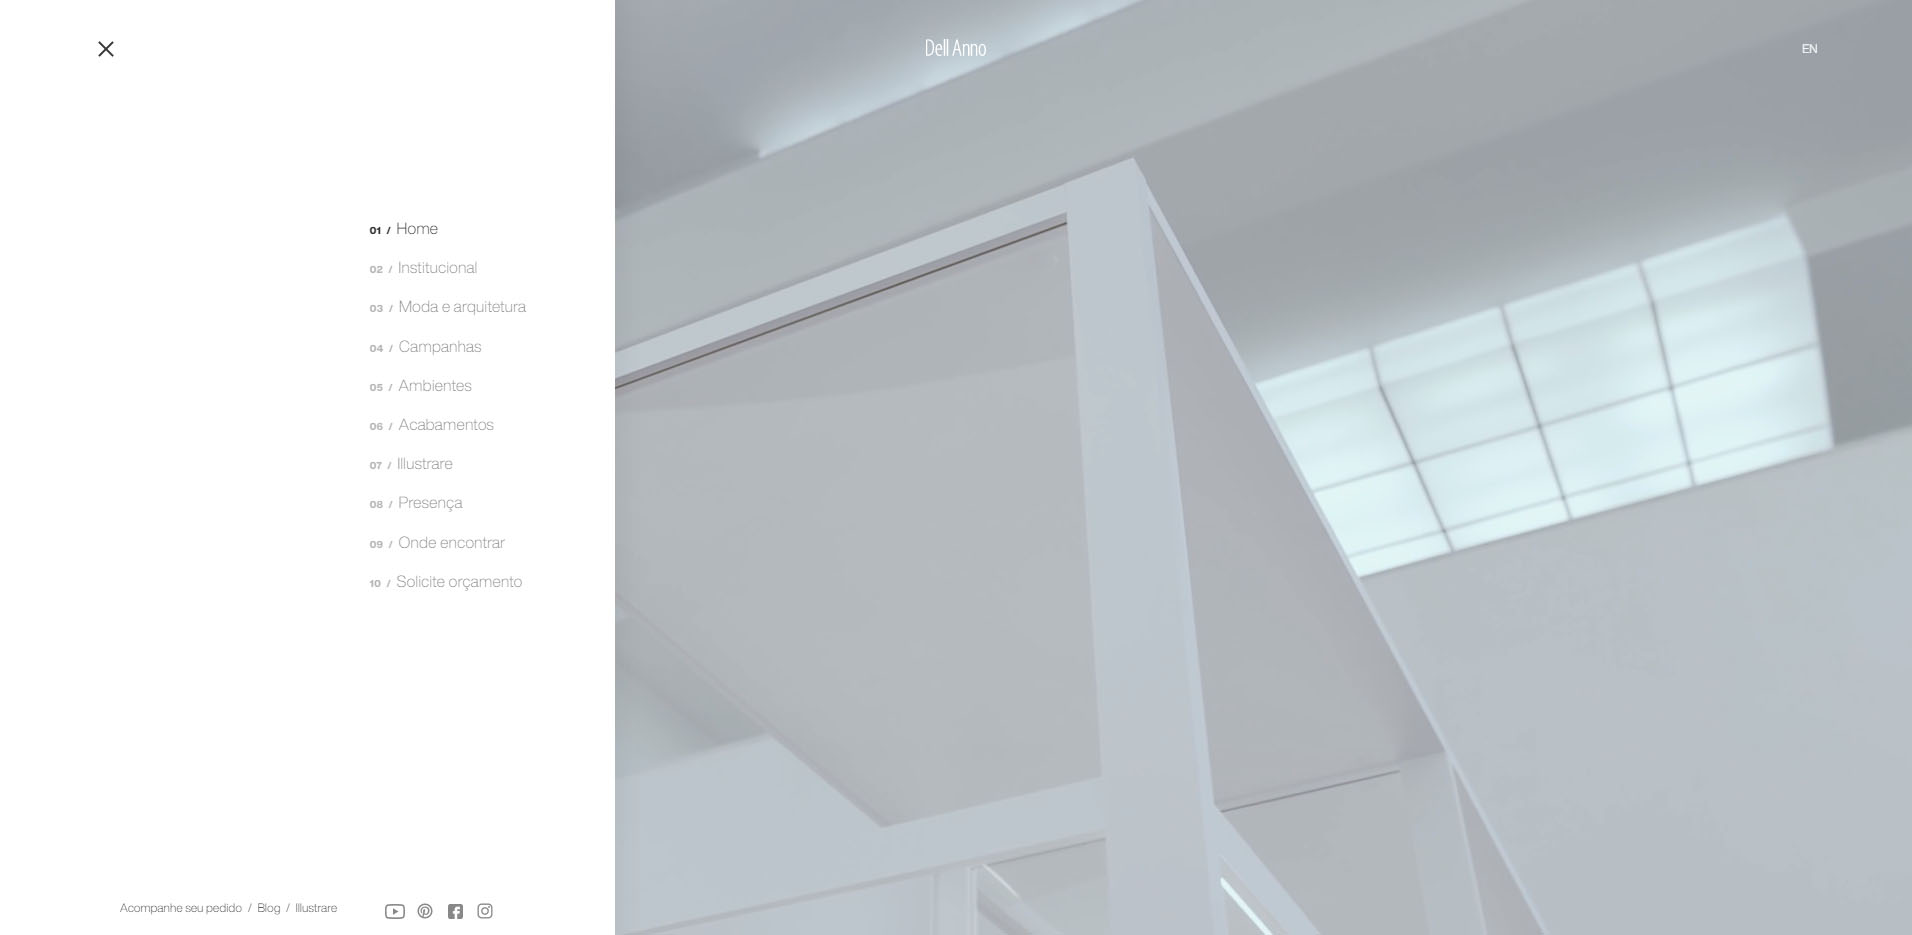 Dell Anno
EN
01 / Home
02 / Institucional
03 / Moda e arquitetura
04 / Campanhas
05 / Ambientes
06 / Acabamentos
07 / Illustrare
08 / Presença
09 / Onde encontrar
10 / Solicite orçamento
Acompanhe seu pedido / Blog / Illustrare